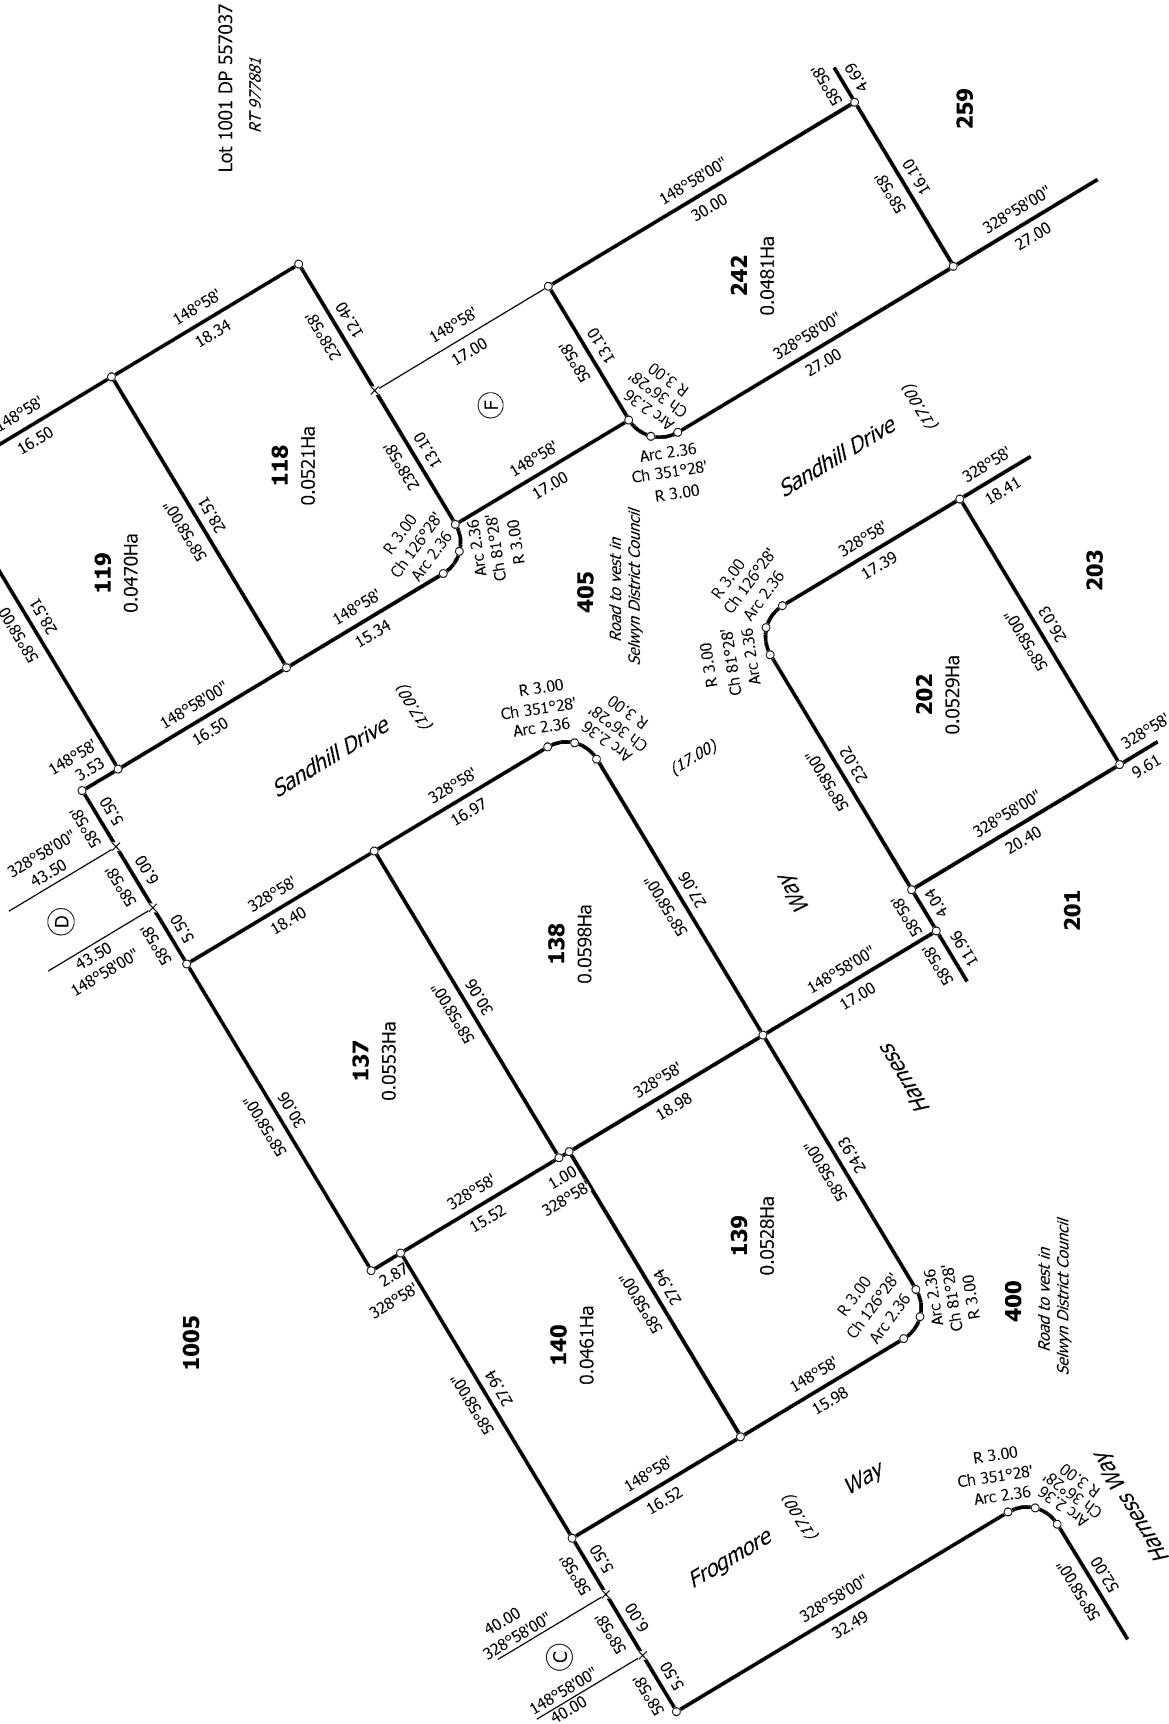 Lot 1001 DP 557037
RT 977881
58°58'
4.69
259
148°58'00"
30.00
58°58'
16.10
328°58'00"
27.00
242
0.0481Ha
58°58'
13.10
328°58'00"
27.00
148°58'
17.00
F
148°58'
17.00
Arc 2.36
Ch 36°28'
R 3.00
Arc 2.36
Ch 351°28'
R 3.00
148°58'
18.34
238°58'
12.40
238°58'
13.10
148°58'
16.50
118
0.0521Ha
58°58'00"
28.51
119
0.0470Ha
58°58'00
28.51
R 3.00
Ch 126°28'
Arc 2.36
Arc 2.36
Ch 81°28'
R 3.00
148°58'
15.34
148°58'00"
16.50
148°58'
3.53
405
Road to vest in
Selwyn District Council
Sandhill Drive
(17.00)
Sandhill Drive
(17.00)
328°58'
18.41
328°58'
17.39
R 3.00
Ch 126°28'
Arc 2.36
R 3.00
Ch 81°28'
Arc 2.36
203
202
0.0529Ha
58°58'00"
26.03
58°58'00"
23.02
328°58'
9.61
328°58'00"
20.40
58°58'
4.04
58°58'
11.96
201
R 3.00
Ch 351°28'
Arc 2.36
Arc 2.36
Ch 36°28'
R 3.00
328°58'
16.97
(17.00)
Way
Harness
58°58'
5.50
328°58'00"
43.50
58°58'
6.00
D
43.50
148°58'00"
58°58'
5.50
328°58'
18.40
138
0.0598Ha
58°58'00"
27.06
58°58'00"
30.06
137
0.0553Ha
58°58'00"
30.06
148°58'00"
17.00
328°58'
18.98
1.00
328°58'
328°58'
15.52
2.87
328°58'
1005
139
0.0528Ha
58°58'00"
24.93
58°58'00"
27.94
140
0.0461Ha
58°58'00"
27.94
R 3.00
Ch 126°28'
Arc 2.36
Arc 2.36
Ch 81°28'
R 3.00
148°58'
15.98
148°58'
16.52
400
Road to vest in
Selwyn District Council
Frogmore
(17.00)
Way
58°58'
5.50
40.00
328°58'00"
58°58'
6.00
C
148°58'00"
40.00
58°58'
5.50
328°58'00"
32.49
R 3.00
Ch 351°28'
Arc 2.36
Arc 2.36
Ch 36°28'
R 3.00
58°58'00"
52.00
Harness Way